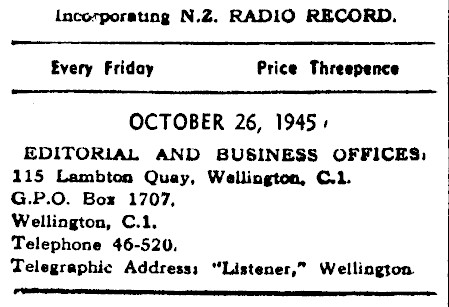 Incorporating N.Z. RADIO RECORD.
Every Friday Price Threepence
OCTOBER 26, 1945
EDITORIAL AND BUSINESS OFFICES:
115 Lambton Quay, Wellington, C.1.
G.P.O. Box 1707,
Wellington, C.1.
Telephone 46-520.
Telegraphic Address: "Listener," Wellington.